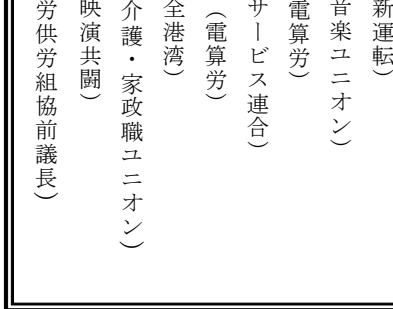 新運転）
音楽ユニオン）
電算労）
サービス連合）
（電算労）
全港湾）
介護・家政職ユニオン）
映演共闘）
労供労組協前議長）